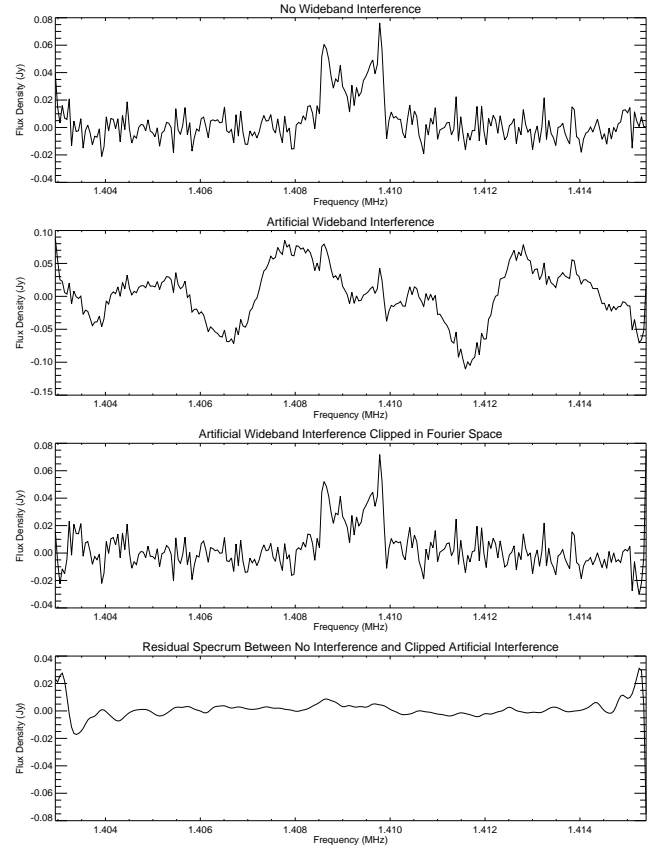 No Wideband Interference
0.08
0.06
0.04
0.02
0.00
-0.02
-0.04
Flux Density (Jy)
1.404 1.406 1.408 1.410 1.412 1.414
Frequency (MHz)
Artificial Wideband Interference
0.10
0.05
0.00
-0.05
-0.10
-0.15
Flux Density (Jy)
1.404 1.406 1.408 1.410 1.412 1.414
Frequency (MHz)
Artificial Wideband Interference Clipped in Fourier Space
0.08
0.06
0.04
0.02
0.00
-0.02
-0.04
Flux Density (Jy)
1.404 1.406 1.408 1.410 1.412 1.414
Frequency (MHz)
Residual Specrum Between No Interference and Clipped Artificial Interference
0.04
0.02
0.00
-0.02
-0.04
-0.06
-0.08
Flux Density (Jy)
1.404 1.406 1.408 1.410 1.412 1.414
Frequency (MHz)